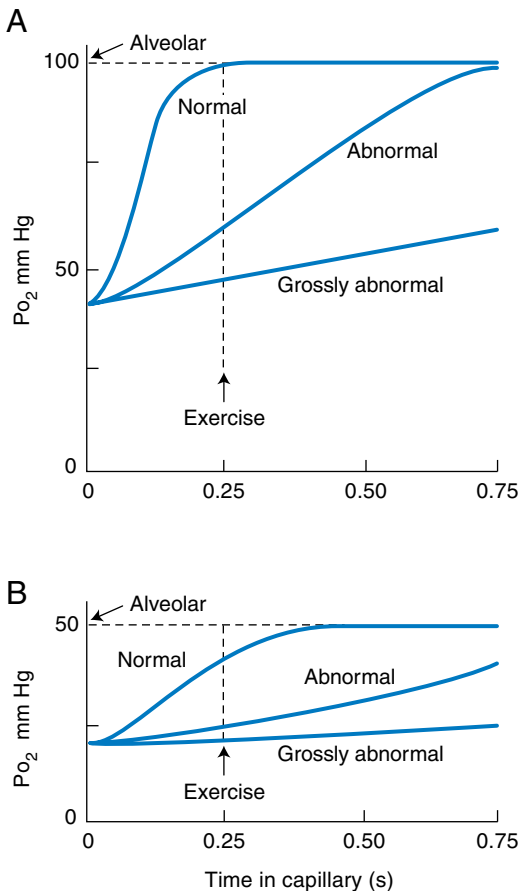 A
Alveolar
100
Normal
Abnormal
Po2 mm Hg
50
Grossly abnormal
Exercise
0
0 0.25 0.50 0.75
B
Alveolar
50
Normal
Abnormal
Po2 mm Hg
Grossly abnormal
Exercise
0
0 0.25 0.50 0.75
Time in capillary (s)